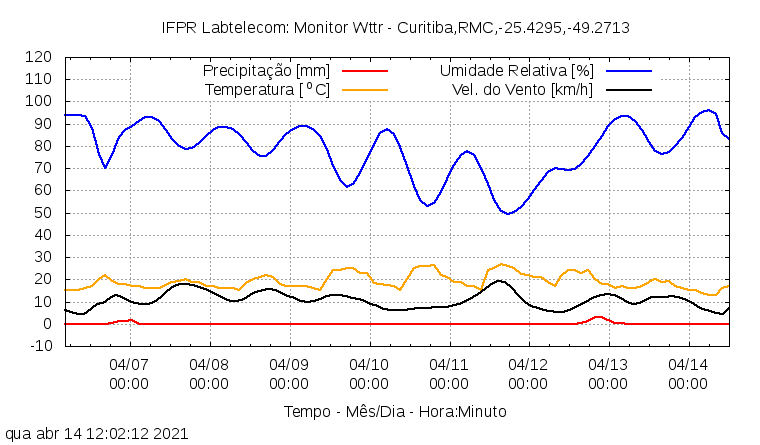 IFPR Labtelecom: Monitor Wttr - Curitiba,RMC,-25.4295,-49.2713
Precipitação [mm]
Umidade Relativa [%]
Temperatura [⁰C]
Vel. do Vento [km/h]
120
110
100
90
80
70
60
50
40
30
20
10
0
-10
04/07 04/08 04/09 04/10 04/11 04/12 04/13 04/14
00:00 00:00 00:00 00:00 00:00 00:00 00:00 00:00
Tempo - Mês/Dia - Hora:Minuto
qua abr 14 12:02:12 2021